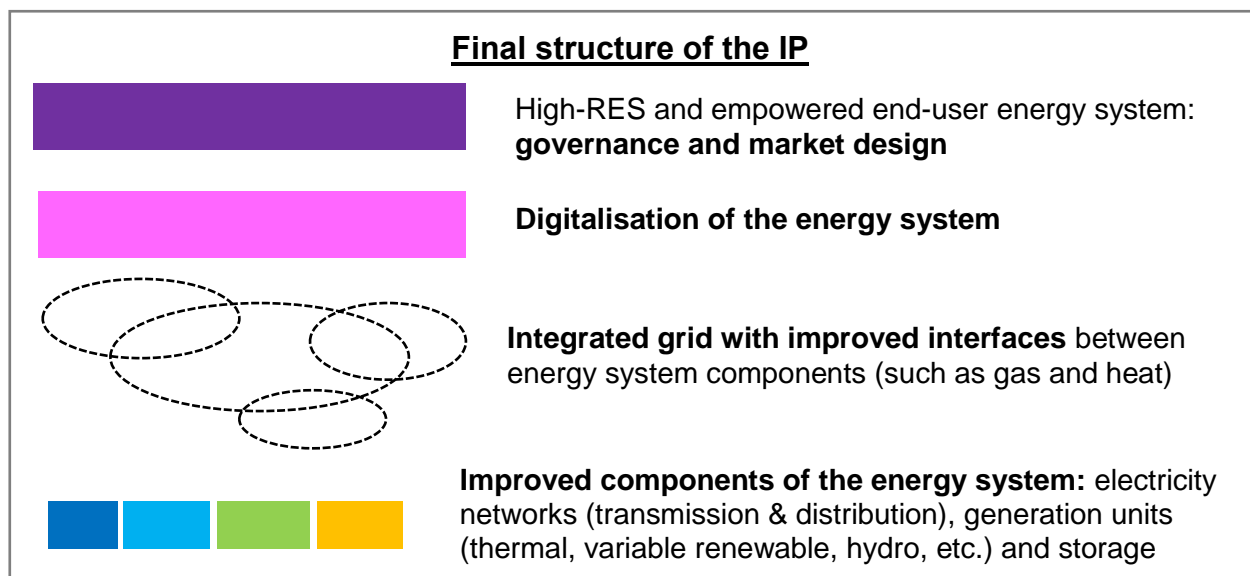 Final structure of the IP
High-RES and empowered end-user energy system:
governance and market design
Digitalisation of the energy system
Integrated grid with improved interfaces between
energy system components (such as gas and heat)
Improved components of the energy system: electricity
networks (transmission & distribution), generation units
(thermal, variable renewable, hydro, etc.) and storage